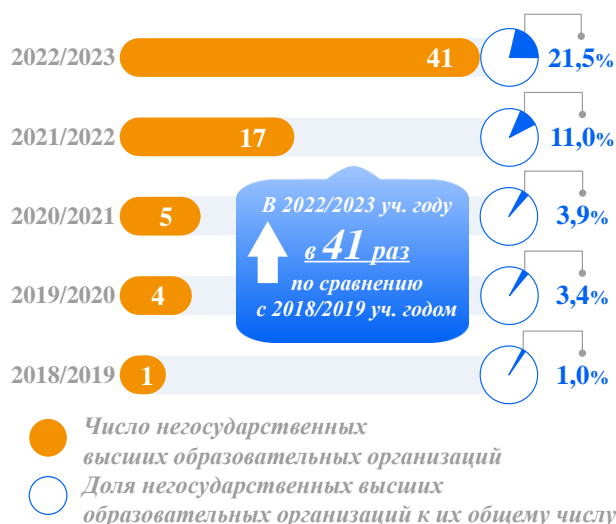 2022/2023 41 21,5%
2021/2022 17 11,0%
2020/2021 5 3,9%
2019/2020 4 3,4%
2018/2019 1 1,0%
В 2022/2023 уч. году
в 41 раз
по сравнению
с 2018/2019 уч. годом
Число негосударственных
высших образовательных организаций
Доля негосударственных высших
образовательных организаций к их общему числу